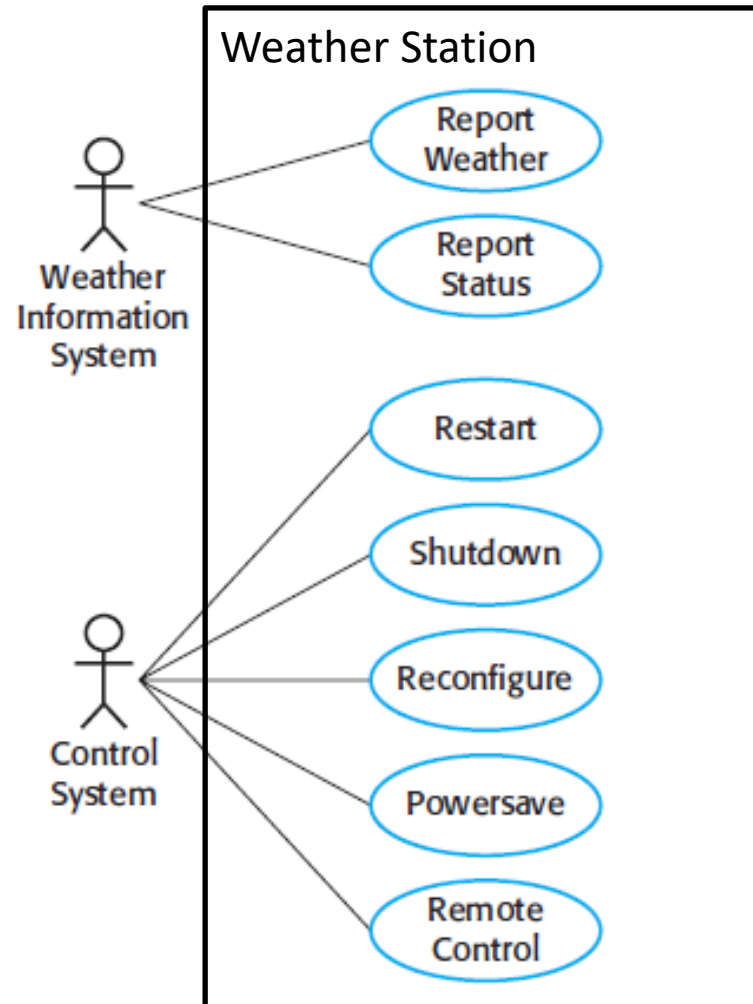 Weather Station
Report
Weather
Report
Status
Weather
Information
System
Restart
Shutdown
Reconfigure
Powersave
Remote
Control
Control
System